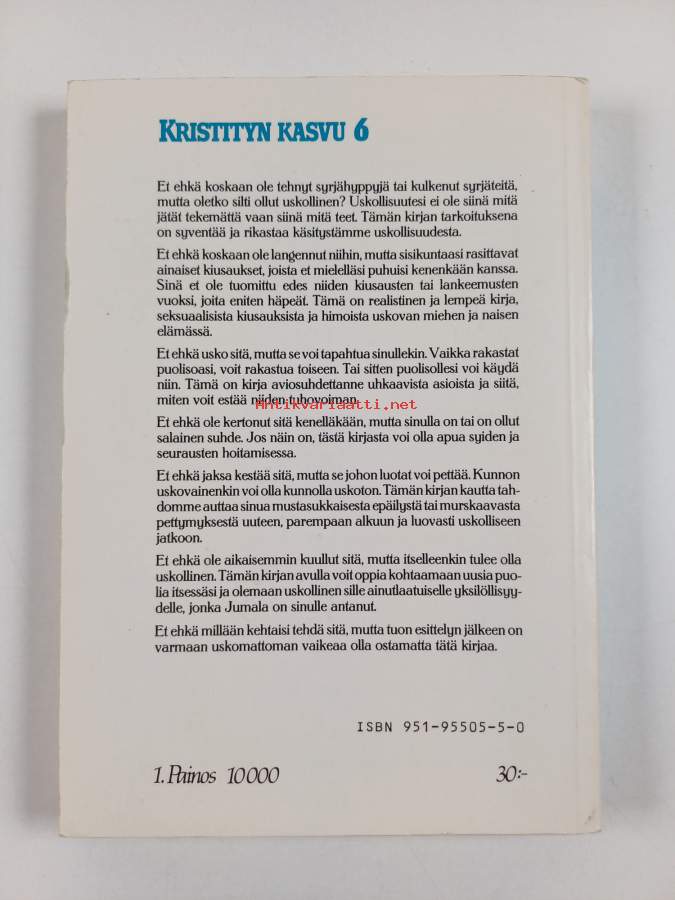 KRISTITYN KASVU 6
Et ehkä koskaan ole tehnyt syrjähyppyjä tai kulkenut syrjäteitä,
mutta oletko silti ollut uskollinen? Uskollisuutesi ei ole siinä mitä
jätät tekemättä vaan siinä mitä teet. Tämän kirjan tarkoituksena
on syventää ja rikastaa käsitystämme uskollisuudesta.
Et ehkä koskaan ole langennut niihin, mutta sisikuntaasi rasittavat
ainaiset kiusaukset, joista et mielelläsi puhuisi kenenkään kanssa.
Sinä et ole tuomittu edes niiden kiusausten tai lankeemusten
vuoksi, joita eniten häpeät. Tämä on realistinen ja lempeä kirja,
seksuaalisista kiusauksista ja himoista uskovan miehen ja naisen
elämässä.
Et ehkä usko sitä, mutta se voi tapahtua sinullekin. Vaikka rakastat
puolisoasi, voit rakastua toiseen. Tai sitten puolisollesi voi käydä
niin. Tämä on kirja aviosuhdettanne uhkaavista asioista ja siitä,
miten voit estää niiden tuhovoiman.
Antikvariaatti.net
Et ehkä ole kertonut sitä kenelläkään, mutta sinulla on tai on ollut
salainen suhde. Jos näin on, tästä kirjasta voi olla apua syiden ja
seurausten hoitamisessa.
Et ehkä jaksa kestää sitä, mutta se johon luotat voi pettää. Kunnon
uskovainenkin voi olla kunnolla uskoton. Tämän kirjan kautta tah-
domme auttaa sinua mustasukkaisesta epäilystä tai murskaavasta
pettymyksestä uuteen, parempaan alkuun ja luovasti uskolliseen
jatkoon.
Et ehkä ole aikaisemmin kuullut sitä, mutta itselleenkin tulee olla
uskollinen. Tämän kirjan avulla voit oppia kohtaamaan uusia puo-
lia itsessäsi ja olemaan uskollinen sille ainutlaatuiselle yksilöllisyy-
delle, jonka Jumala on sinulle antanut.
Et ehkä millään kehtaisi tehdä sitä, mutta tuon esittelyn jälkeen on
varmaan uskomattoman vaikeaa olla ostamatta tätä kirjaa.
ISBN 951-95505-5-0
1. Painos 10000
30:-